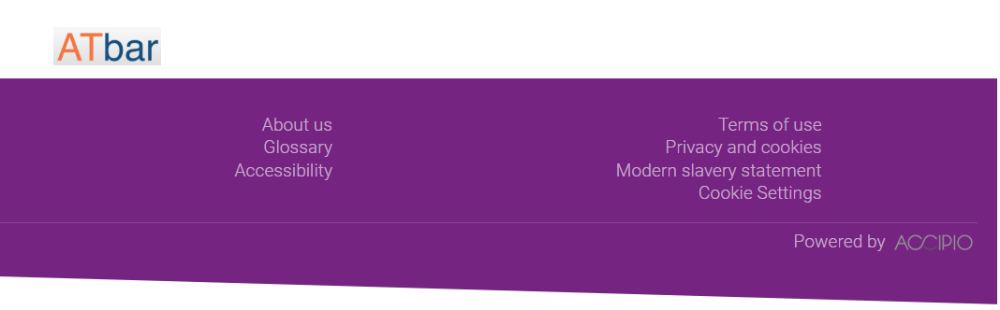 ATbar
About us
Glossary
Accessibility
Terms of use
Privacy and cookies
Modern slavery statement
Cookie Settings
Powered by ACCIPIO